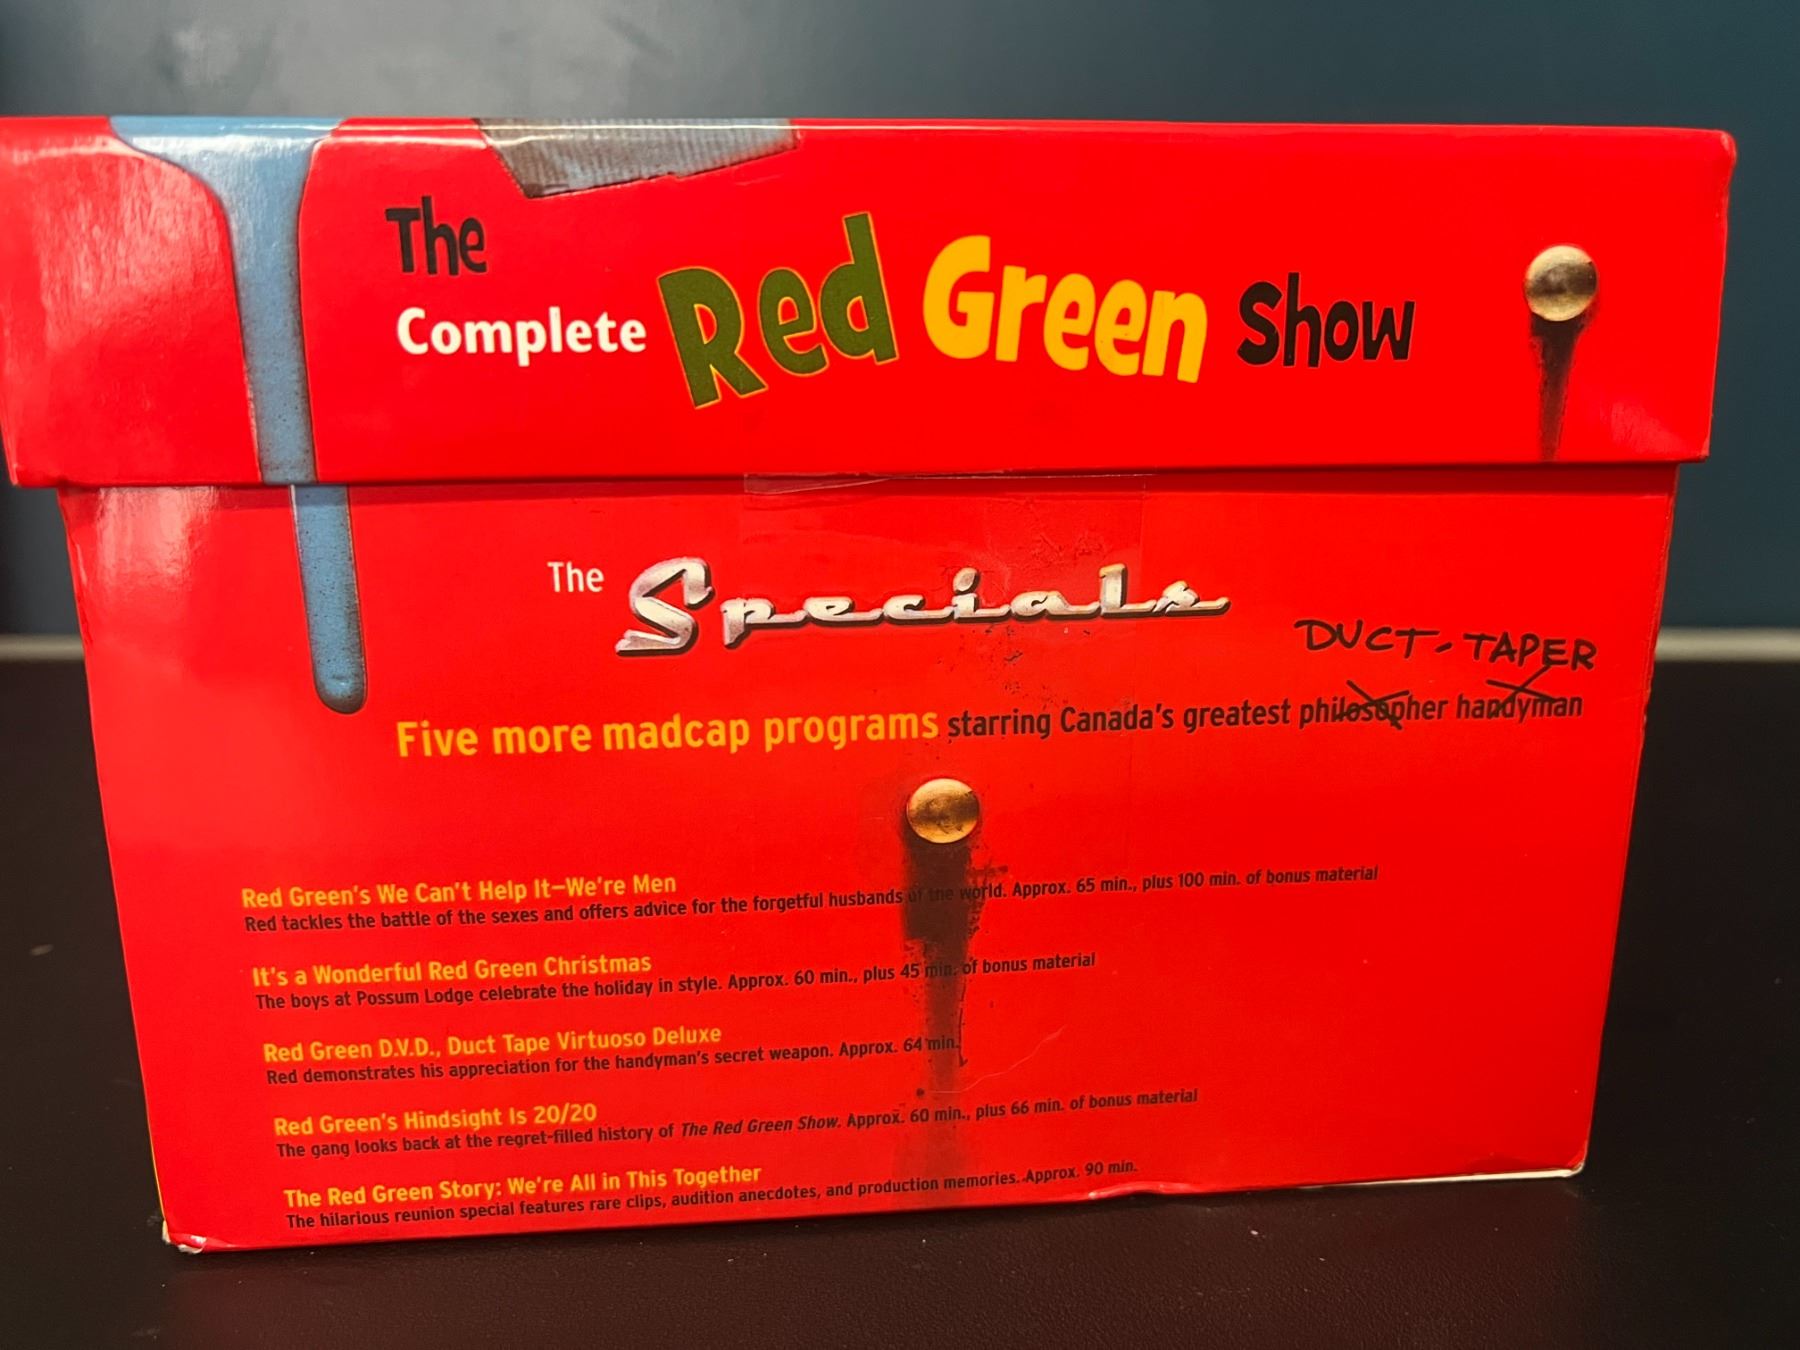 The
Complete Red Green Show
The Specials
DUCT-TAPER
Five more madcap programs starring Canada's greatest philosopher handyman
Red Green's We Can't Help It—We're Men
Red tackles the battle of the sexes and offers advice for the forgetful husbands of the world. Approx. 65 min., plus 100 min. of bonus material
It's a Wonderful Red Green Christmas
The boys at Possum Lodge celebrate the holiday in style. Approx. 60 min., plus 45 min. of bonus material
Red Green D.V.D., Duct Tape Virtuoso Deluxe
Red demonstrates his appreciation for the handyman's secret weapon. Approx. 64 min.
Red Green's Hindsight Is 20/20
The gang looks back at the regret-filled history of The Red Green Show. Approx. 60 min., plus 66 min. of bonus material
The Red Green Story: We're All in This Together
The hilarious reunion special features rare clips, audition anecdotes, and production memories. Approx. 90 min.